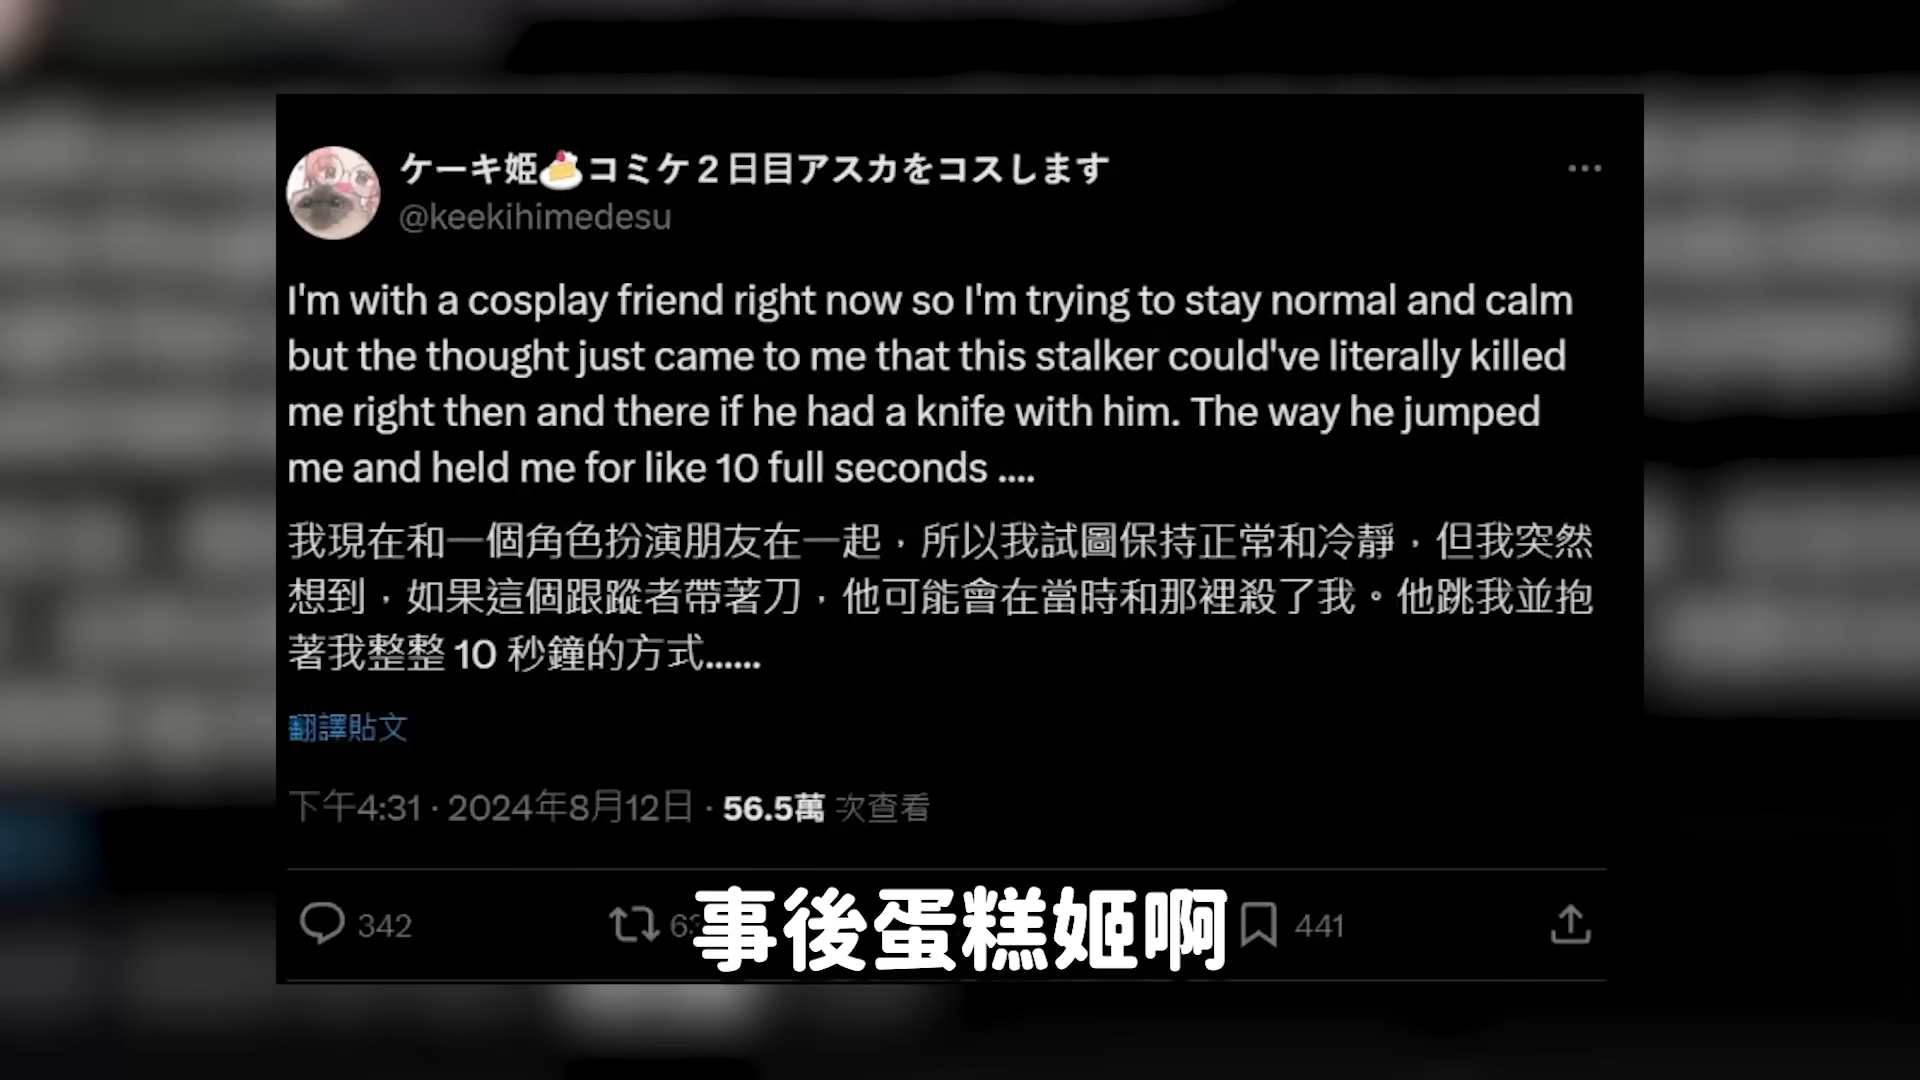 ケーキ姫🍰コミケ２日目アスカをコスします
@keekihimedesu
I'm with a cosplay friend right now so I'm trying to stay normal and calm
but the thought just came to me that this stalker could've literally killed
me right then and there if he had a knife with him. The way he jumped
me and held me for like 10 full seconds ....
我現在和一個角色扮演朋友在一起，所以我試圖保持正常和冷靜，但我突然
想到，如果這個跟蹤者帶著刀，他可能會在當時和那裡殺了我。他跳我並抱
著我整整 10 秒鐘的方式......
翻譯貼文
下午4:31 · 2024年8月12日 · 56.5萬 次查看
342
441
事後蛋糕姬啊